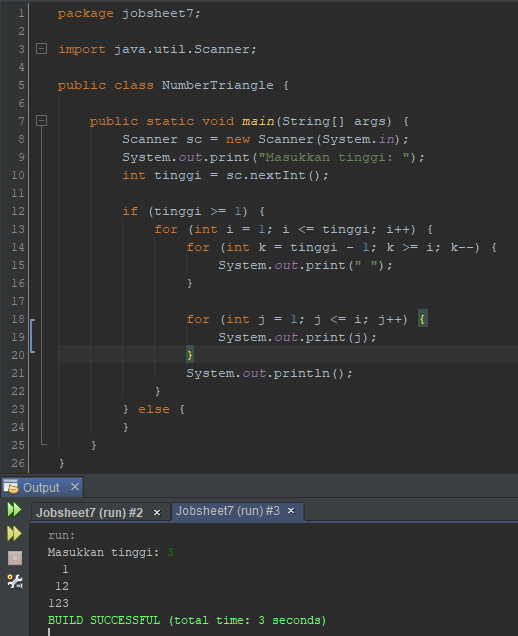 1 package jobsheet7;
2
3 import java.util.Scanner;
4
5 public class NumberTriangle {
6
7     public static void main(String[] args) {
8         Scanner sc = new Scanner(System.in);
9         System.out.print("Masukkan tinggi: ");
10         int tinggi = sc.nextInt();
11
12         if (tinggi >= 1) {
13             for (int i = 1; i <= tinggi; i++) {
14                 for (int k = tinggi - 1; k >= i; k--) {
15                     System.out.print(" ");
16                 }
17
18                 for (int j = 1; j <= i; j++) {
19                     System.out.print(j);
20                 }
21                 System.out.println();
22             }
23         } else {
24         }
25     }
26 }
Output ×
Jobsheet7 (run) #2 × Jobsheet7 (run) #3 ×
run:
Masukkan tinggi: 3
  1
 12
123
BUILD SUCCESSFUL (total time: 3 seconds)